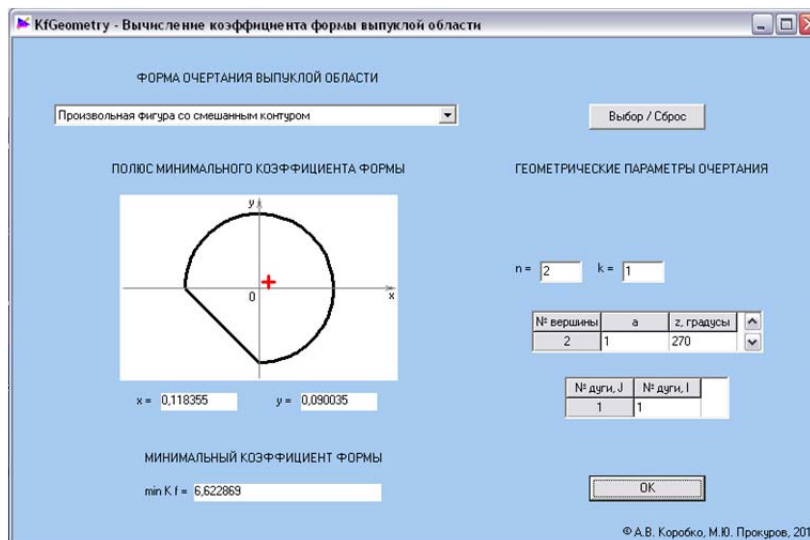 KfGeometry - Вычисление коэффициента формы выпуклой области
ФОРМА ОЧЕРТАНИЯ ВЫПУКЛОЙ ОБЛАСТИ
Произвольная фигура со смешанным контуром
Выбор / Сброс
ПОЛЮС МИНИМАЛЬНОГО КОЭФФИЦИЕНТА ФОРМЫ
ГЕОМЕТРИЧЕСКИЕ ПАРАМЕТРЫ ОЧЕРТАНИЯ
y
0
x
n = 2 k = 1
№ вершины a z, градусы
2 1 270
x = 0,118355 y = 0,090035
№ дуги, J № дуги, I
1 1
МИНИМАЛЬНЫЙ КОЭФФИЦИЕНТ ФОРМЫ
min K f = 6,622869
OK
© А.В. Коробко, М.Ю. Прокуров, 201